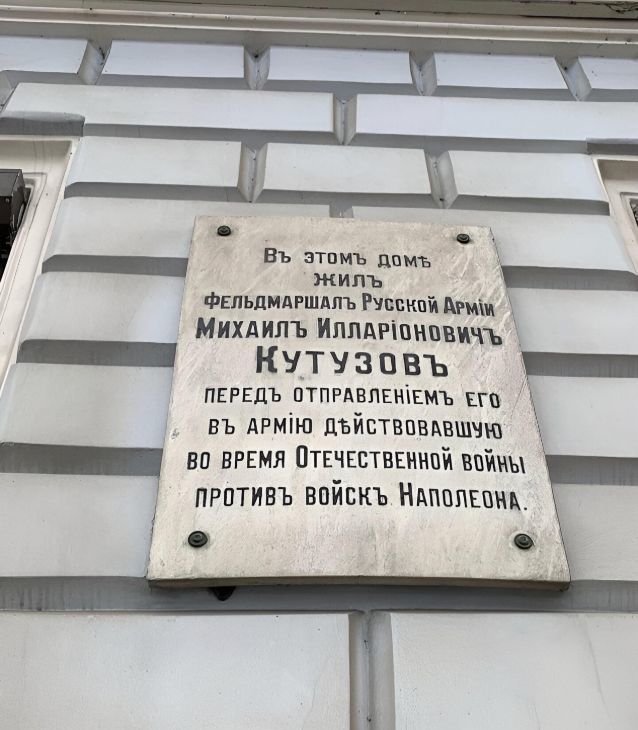 Въ этомъ домѣ
жилъ
фельдмаршалъ Русской Армiи
Михаилъ Илларiоновичъ
Кутузовъ
передъ отправленiемъ его
въ армiю дѣйствовавшую
во время Отечественной войны
противъ войскъ Наполеона.